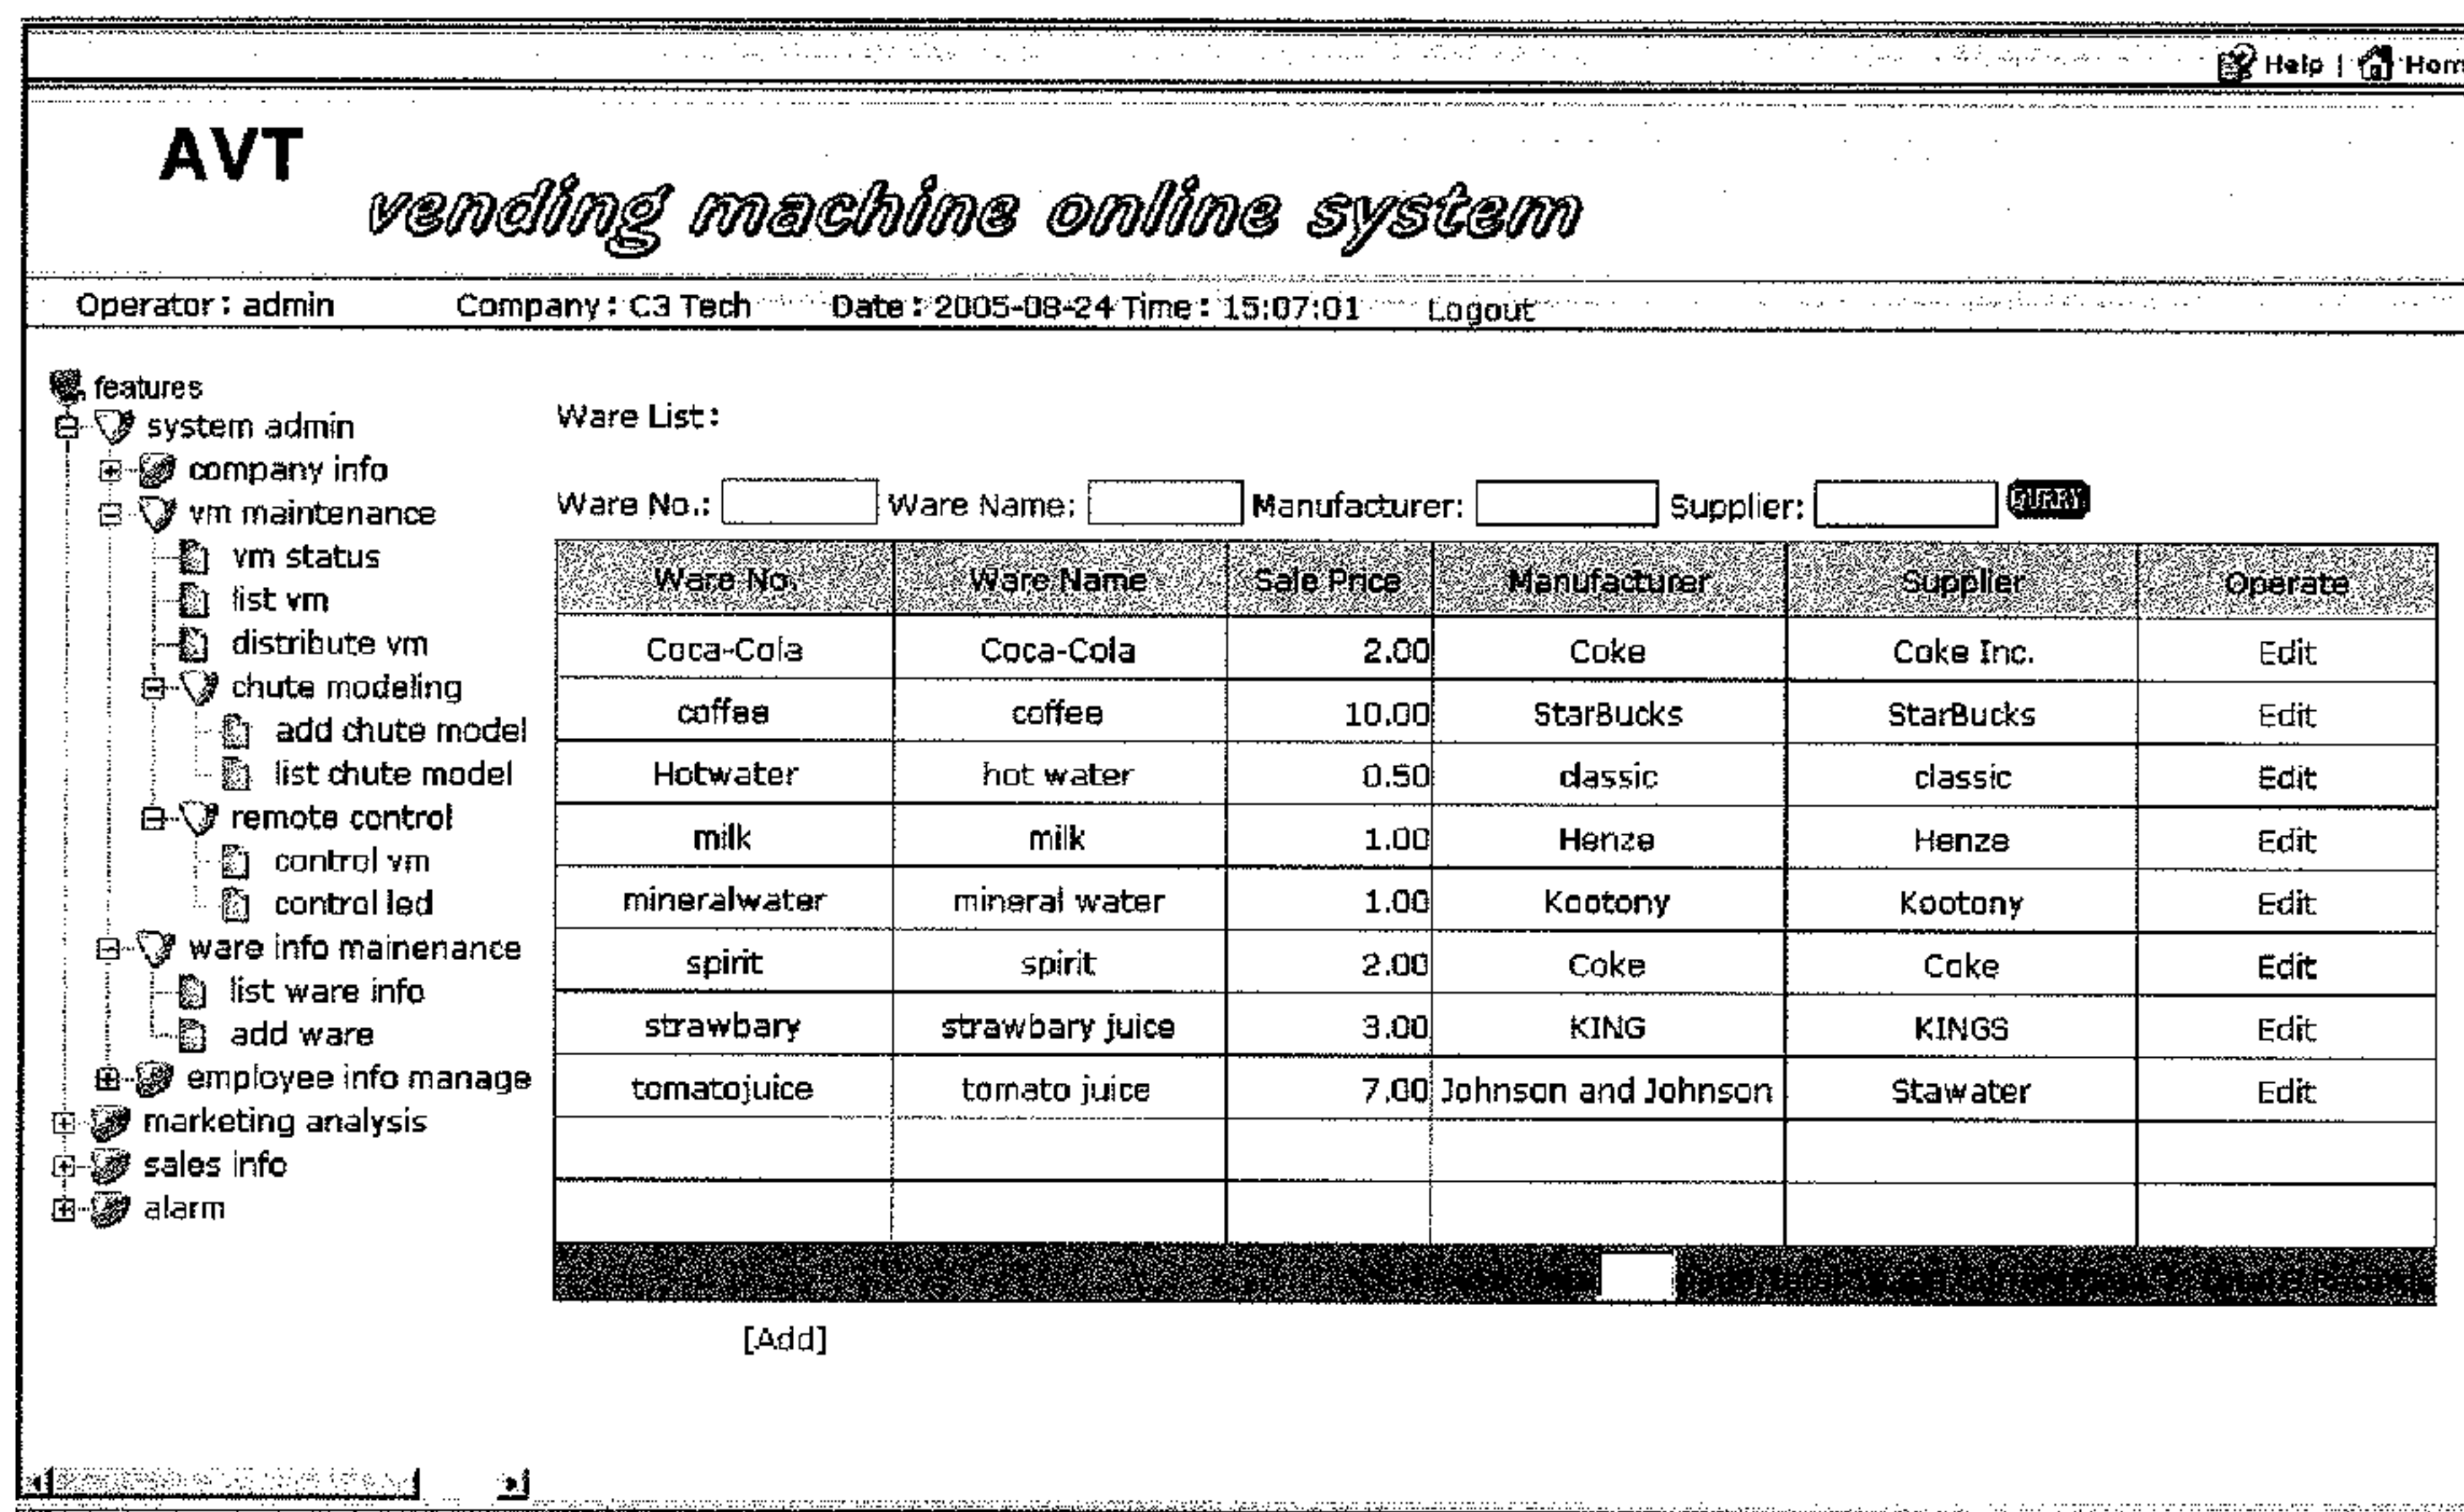 Help | Hom
AVT
vending machine online system
Operator: admin Company: C3 Tech Date: 2005-08-24 Time: 15:07:01 Logout
features
system admin
company info
vm maintenance
vm status
list vm
distribute vm
chute modeling
add chute model
list chute model
remote control
control vm
control led
ware info mainenance
list ware info
add ware
employee info manage
marketing analysis
sales info
alarm
Ware List:
Ware No.: Ware Name: Manufacturer: Supplier: QUERY
Ware No. Ware Name Sale Price Manufacturer Supplier Operate
Coca-Cola Coca-Cola 2.00 Coke Coke Inc. Edit
coffee coffee 10.00 StarBucks StarBucks Edit
Hotwater hot water 0.50 classic classic Edit
milk milk 1.00 Henze Henze Edit
mineralwater mineral water 1.00 Kootony Kootony Edit
spirit spirit 2.00 Coke Coke Edit
strawbary strawbary juice 3.00 KING KINGS Edit
tomatojuice tomato juice 7.00 Johnson and Johnson Stawater Edit
[Add]